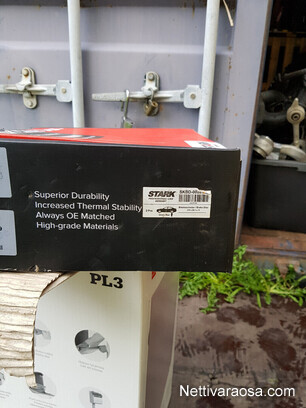 Superior Durability
Increased Thermal Stability
Always OE Matched
High-grade Materials
STARK
PL3
Nettivaraosa.com